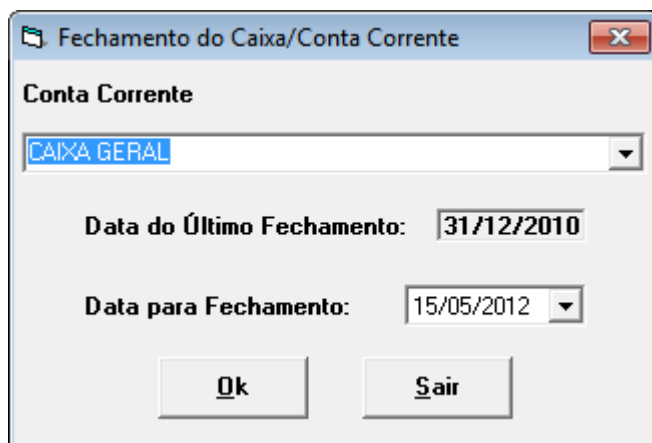 Fechamento do Caixa/Conta Corrente
Conta Corrente
CAIXA GERAL
Data do Último Fechamento: 31/12/2010
Data para Fechamento: 15/05/2012
Ok Sair